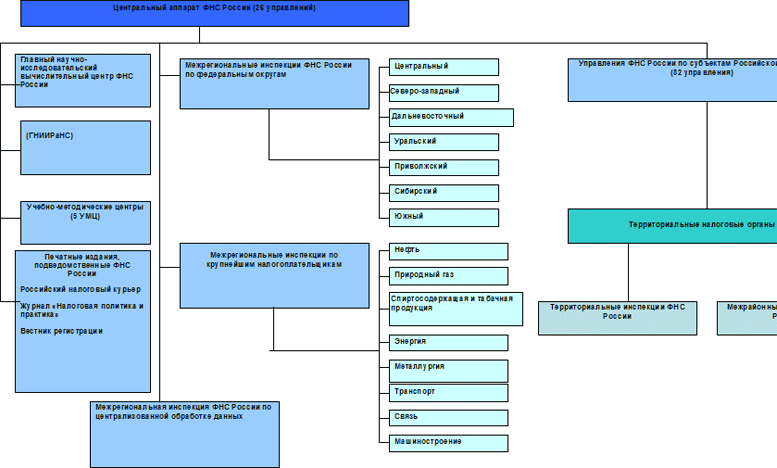 Центральный аппарат ФНС России (26 управлений)
Главный научно-
исследовательский
вычислительный центр ФНС
России
(ГНИИРаНС)
Учебно-методические центры
(5 УМЦ)
Печатные издания,
подведомственные ФНС
России
Российский налоговый курьер
Журнал «Налоговая политика и
практика»
Вестник регистрации
Межрегиональные инспекции ФНС России
по федеральным округам
Центральный
Северо-западный
Дальневосточный
Уральский
Приволжский
Сибирский
Южный
Межрегиональные инспекции по
крупнейшим налогоплательщикам
Нефть
Природный газ
Спиртосодержащая и табачная
продукция
Энергия
Металлургия
Транспорт
Связь
Машиностроение
Межрегиональная инспекция ФНС России по
централизованной обработке данных
Управления ФНС России по субъектам Российской
(82 управления)
Территориальные налоговые органы
Территориальные инспекции ФНС
России
Межрайонны